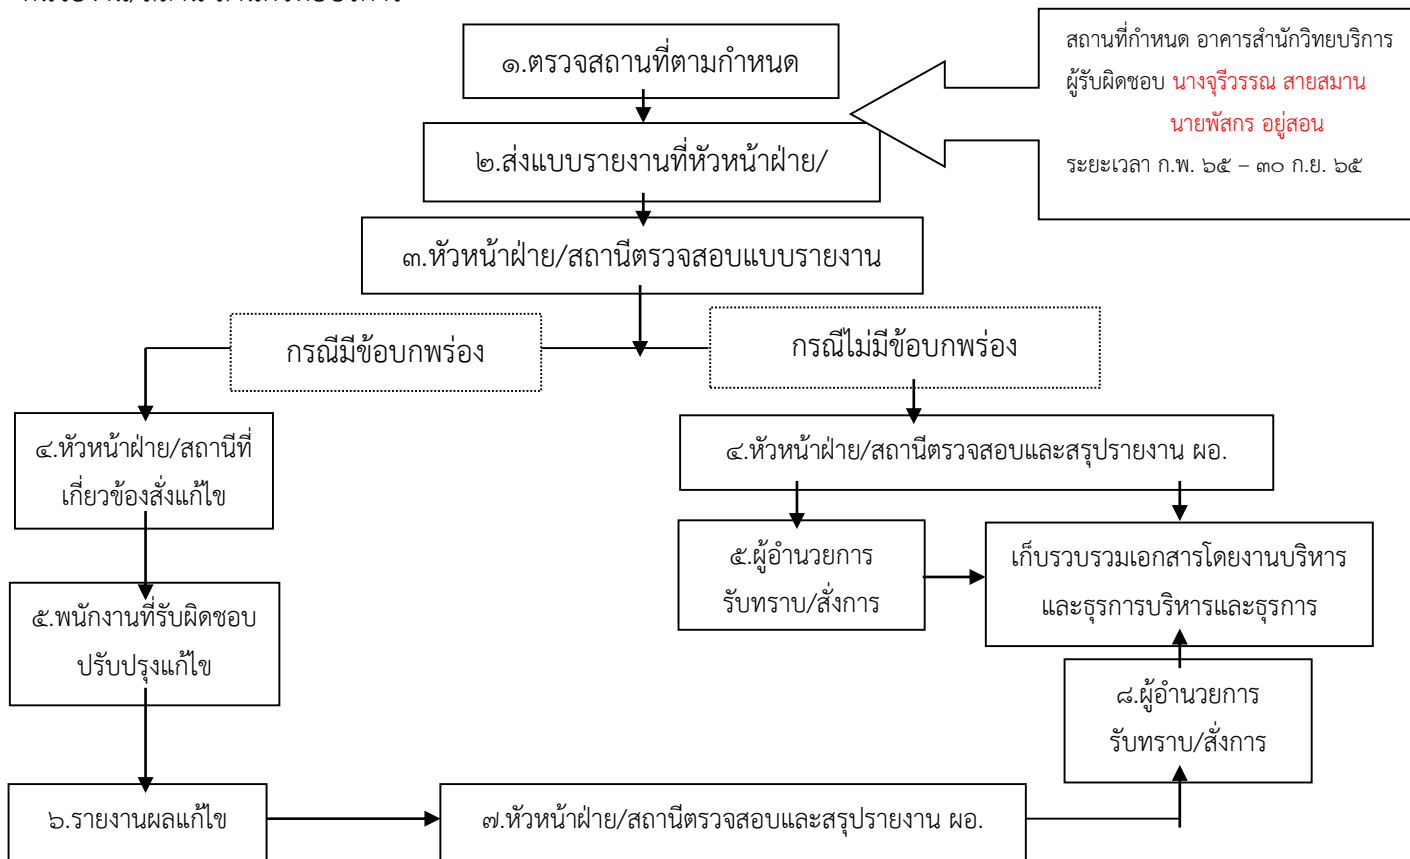 ๑.ตรวจสถานที่ตามกำหนด
สถานที่กำหนด อาคารสำนักวิทยบริการ
ผู้รับผิดชอบ นางจุรีวรรณ สายสมาน
นายพัสกร อยู่สอน
ระยะเวลา ก.พ. ๖๕ – ๓๐ ก.ย. ๖๕
๒.ส่งแบบรายงานที่หัวหน้าฝ่าย/
๓.หัวหน้าฝ่าย/สถานีตรวจสอบแบบรายงาน
กรณีมีข้อบกพร่อง
กรณีไม่มีข้อบกพร่อง
๔.หัวหน้าฝ่าย/สถานีที่
เกี่ยวข้องสั่งแก้ไข
๔.หัวหน้าฝ่าย/สถานีตรวจสอบและสรุปรายงาน ผอ.
๕.ผู้อำนวยการ
รับทราบ/สั่งการ
เก็บรวบรวมเอกสารโดยงานบริหาร
และธุรการบริหารและธุรการ
๕.พนักงานที่รับผิดชอบ
ปรับปรุงแก้ไข
๘.ผู้อำนวยการ
รับทราบ/สั่งการ
๖.รายงานผลแก้ไข
๗.หัวหน้าฝ่าย/สถานีตรวจสอบและสรุปรายงาน ผอ.